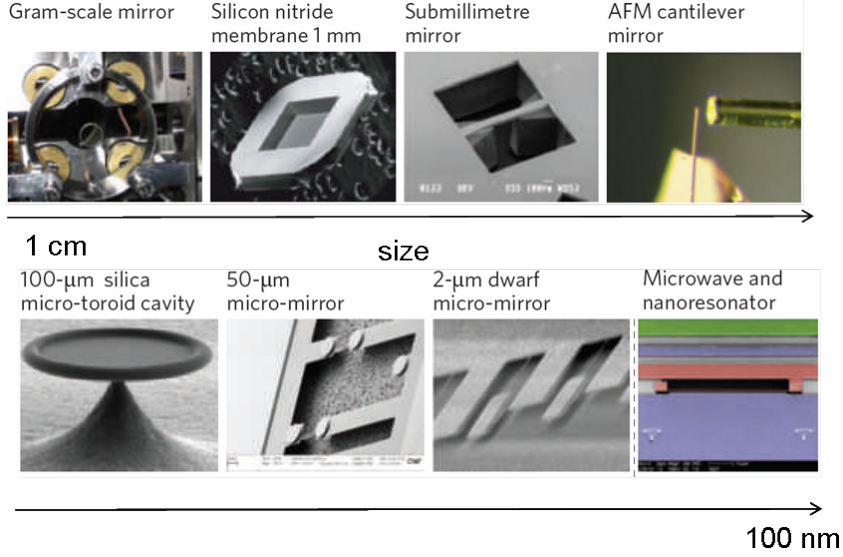 Gram-scale mirror
Silicon nitride
membrane 1 mm
Submillimetre
mirror
AFM cantilever
mirror
1 cm
size
100-μm silica
micro-toroid cavity
50-μm
micro-mirror
2-μm dwarf
micro-mirror
Microwave and
nanoresonator
100 nm